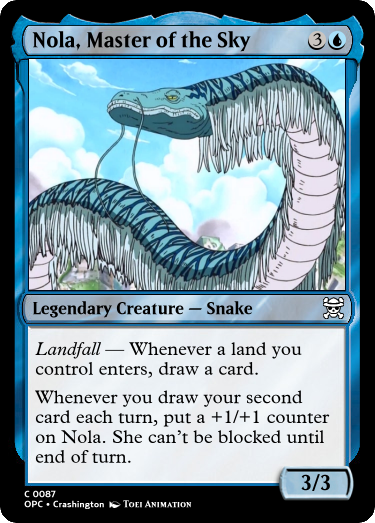 Nola, Master of the Sky 3
Legendary Creature — Snake
Landfall — Whenever a land you
control enters, draw a card.
Whenever you draw your second
card each turn, put a +1/+1 counter
on Nola. She can't be blocked until
end of turn.
3/3
C 0087
OPC • Crashington TOEI ANIMATION